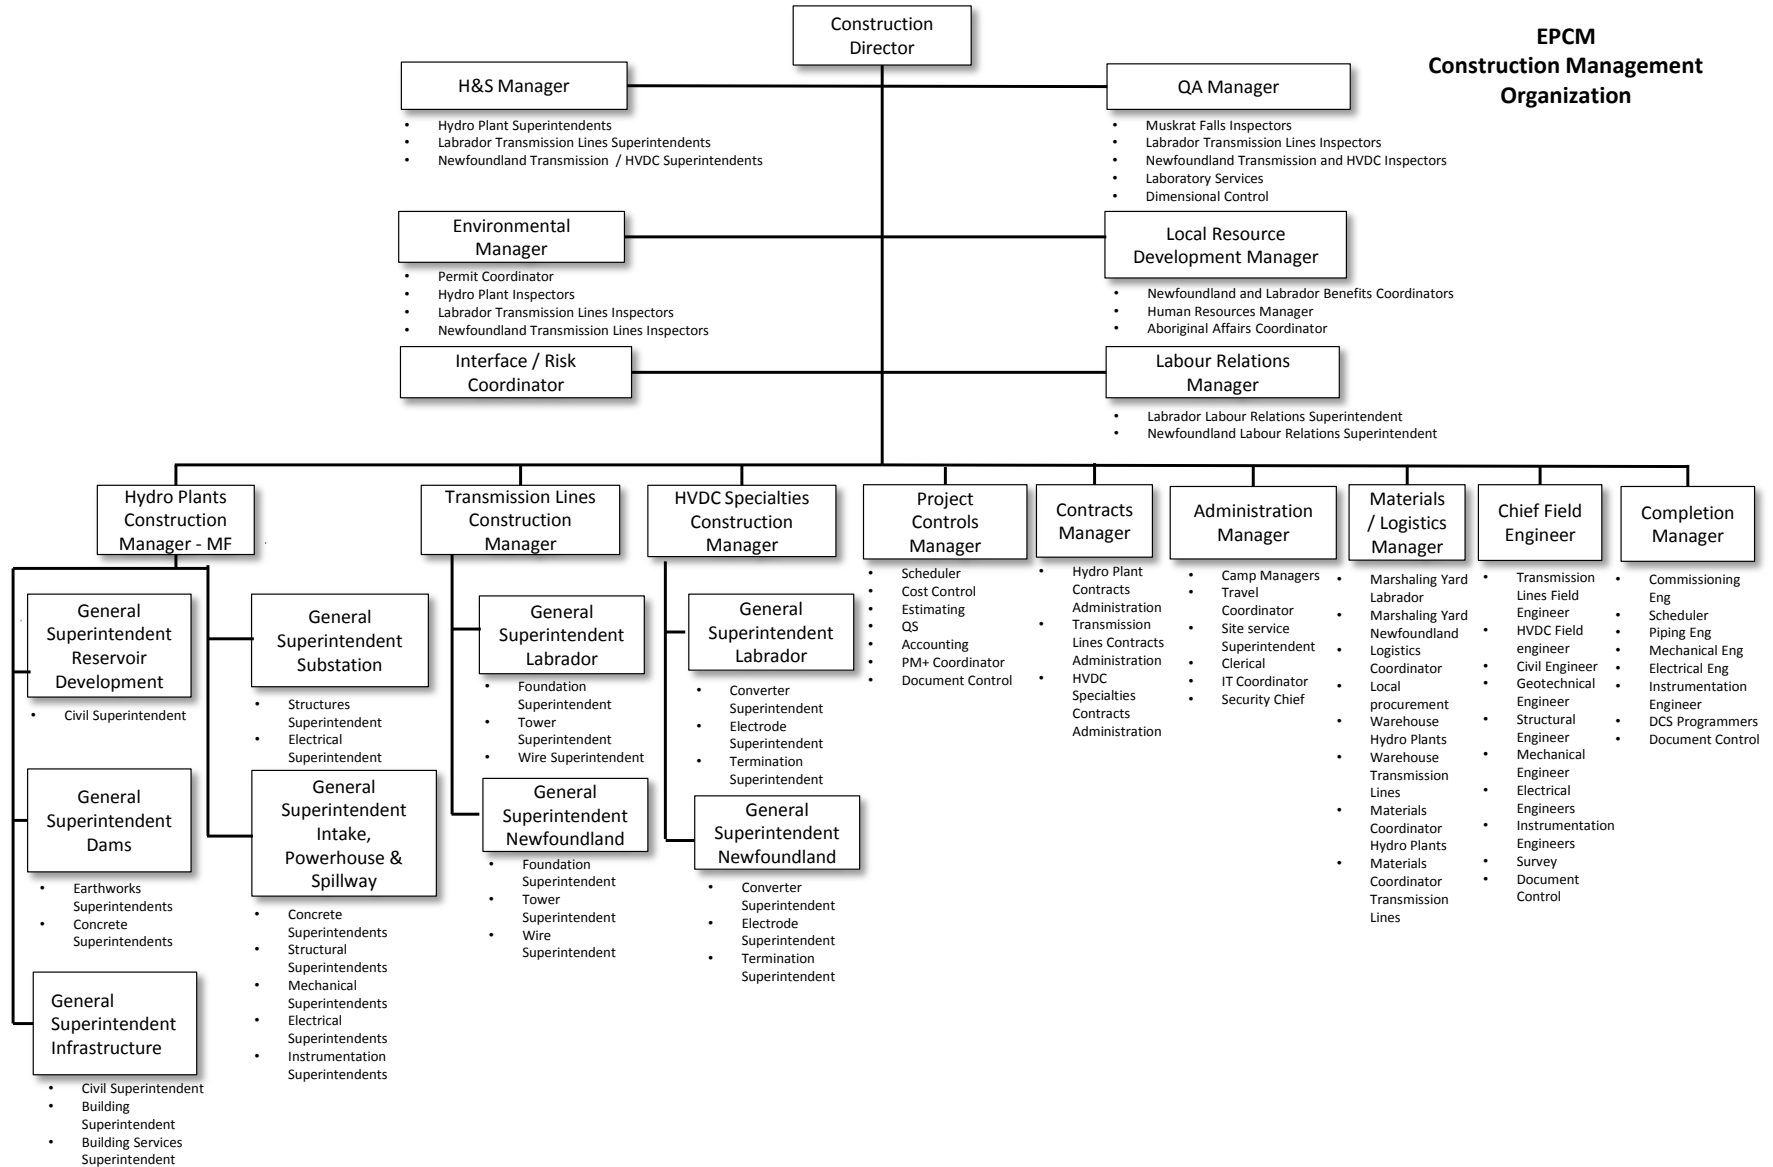 Construction
Director
EPCM
Construction Management
Organization
H&S Manager
• Hydro Plant Superintendents
• Labrador Transmission Lines Superintendents
• Newfoundland Transmission  / HVDC Superintendents
QA Manager
• Muskrat Falls Inspectors
• Labrador Transmission Lines Inspectors
• Newfoundland Transmission and HVDC Inspectors
• Laboratory Services
• Dimensional Control
Environmental
Manager
• Permit Coordinator
• Hydro Plant Inspectors
• Labrador Transmission Lines Inspectors
• Newfoundland Transmission Lines Inspectors
Local Resource
Development Manager
• Newfoundland and Labrador Benefits Coordinators
• Human Resources Manager
• Aboriginal Affairs Coordinator
Interface / Risk
Coordinator
Labour Relations
Manager
• Labrador Labour Relations Superintendent
• Newfoundland Labour Relations Superintendent
Hydro Plants
Construction
Manager - MF
General
Superintendent
Reservoir
Development
• Civil Superintendent
General
Superintendent
Dams
• Earthworks
Superintendents
• Concrete
Superintendents
General
Superintendent
Infrastructure
• Civil Superintendent
• Building
Superintendent
• Building Services
Superintendent
General
Superintendent
Substation
• Structures
Superintendent
• Electrical
Superintendent
General
Superintendent
Intake,
Powerhouse &
Spillway
• Concrete
Superintendents
• Structural
Superintendents
• Mechanical
Superintendents
• Electrical
Superintendents
• Instrumentation
Superintendents
Transmission Lines
Construction
Manager
General
Superintendent
Labrador
• Foundation
Superintendent
• Tower
Superintendent
• Wire Superintendent
General
Superintendent
Newfoundland
• Foundation
Superintendent
• Tower
Superintendent
• Wire
Superintendent
HVDC Specialties
Construction
Manager
General
Superintendent
Labrador
• Converter
Superintendent
• Electrode
Superintendent
• Termination
Superintendent
General
Superintendent
Newfoundland
• Converter
Superintendent
• Electrode
Superintendent
• Termination
Superintendent
Project
Controls
Manager
• Scheduler
• Cost Control
• Estimating
• QS
• Accounting
• PM+ Coordinator
• Document Control
Contracts
Manager
• Hydro Plant
Contracts
Administration
• Transmission
Lines Contracts
Administration
• HVDC
Specialties
Contracts
Administration
Administration
Manager
• Camp Managers
• Travel
Coordinator
• Site service
Superintendent
• Clerical
• IT Coordinator
• Security Chief
Materials
/ Logistics
Manager
• Marshaling Yard
Labrador
• Marshaling Yard
Newfoundland
• Logistics
Coordinator
• Local
procurement
• Warehouse
Hydro Plants
• Warehouse
Transmission
Lines
• Materials
Coordinator
Hydro Plants
• Materials
Coordinator
Transmission
Lines
Chief Field
Engineer
• Transmission
Lines Field
Engineer
• HVDC Field
engineer
• Civil Engineer
• Geotechnical
Engineer
• Structural
Engineer
• Mechanical
Engineer
• Electrical
Engineers
• Instrumentation
Engineers
• Survey
• Document
Control
Completion
Manager
• Commissioning
Eng
• Scheduler
• Piping Eng
• Mechanical Eng
• Electrical Eng
• Instrumentation
Engineer
• DCS Programmers
• Document Control